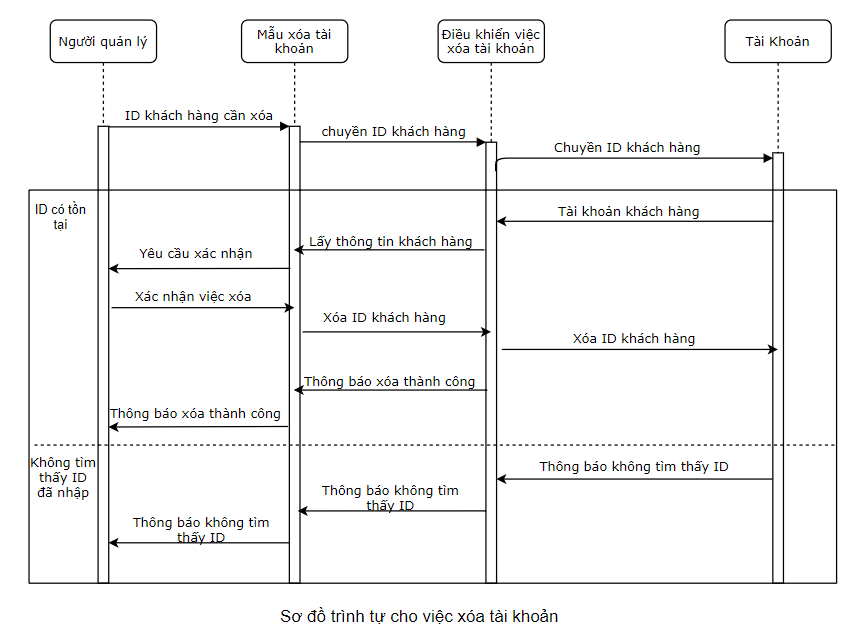 Người quản lý
Mẫu xóa tài
khoản
Điều khiển việc
xóa tài khoản
Tài Khoản
ID khách hàng cần xóa
chuyền ID khách hàng
Chuyền ID khách hàng
ID có tồn
tại
Tài khoản khách hàng
Lấy thông tin khách hàng
Yêu cầu xác nhận
Xác nhận việc xóa
Xóa ID khách hàng
Xóa ID khách hàng
Thông báo xóa thành công
Thông báo xóa thành công
Không tìm
thấy ID
đã nhập
Thông báo không tìm thấy ID
Thông báo không tìm
thấy ID
Thông báo không tìm
thấy ID
Sơ đồ trình tự cho việc xóa tài khoản